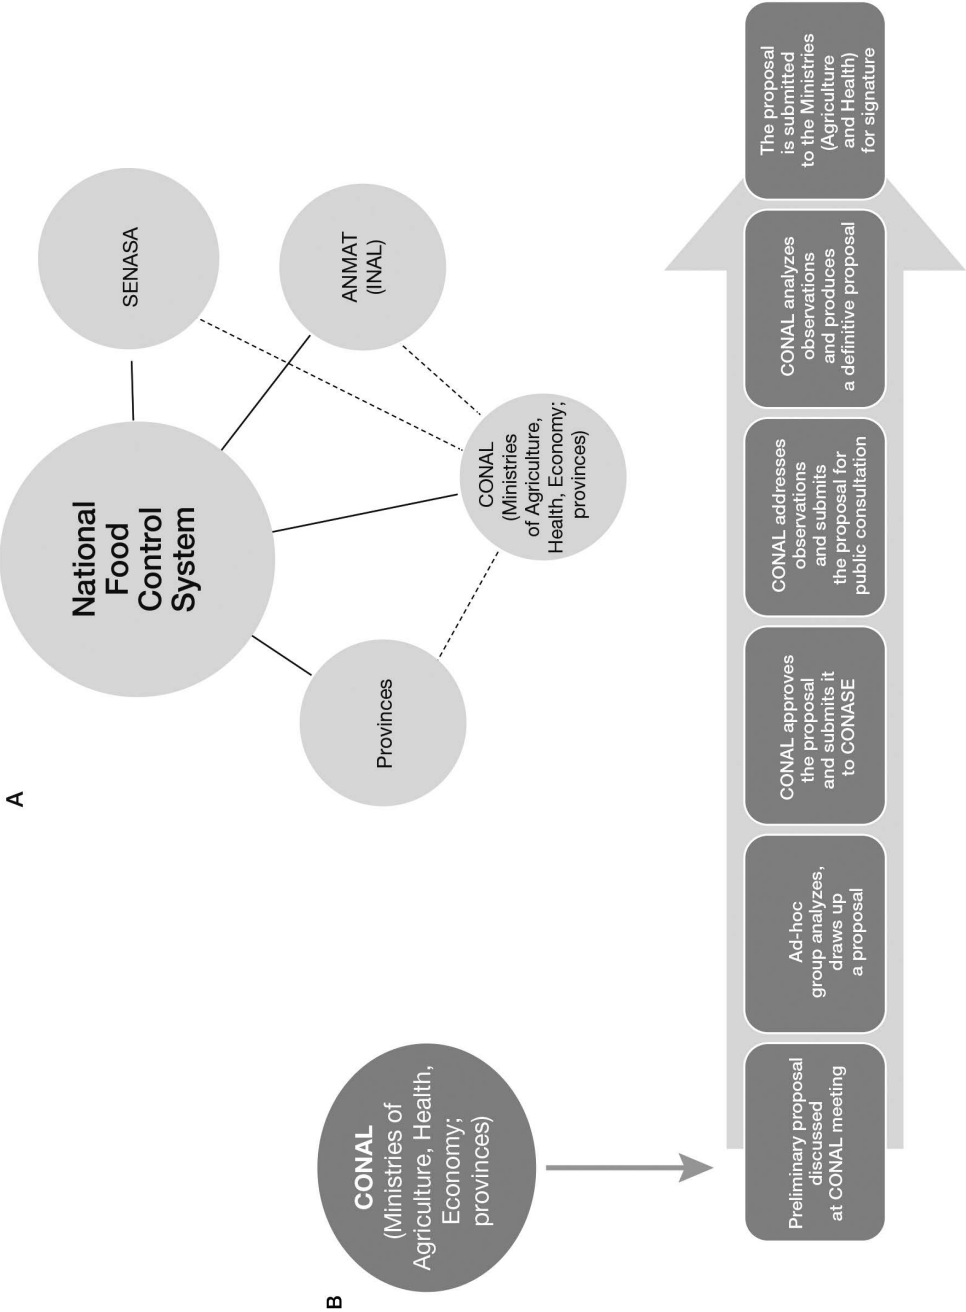 A
National
Food
Control
System
SENASA
ANMAT
(INAL)
Provinces
CONAL
(Ministries
of Agriculture,
Health, Economy;
provinces)
B
CONAL
(Ministries of
Agriculture, Health,
Economy;
provinces)
Preliminary proposal
discussed
at CONAL meeting
Ad-hoc
group analyzes,
draws up
a proposal
CONAL approves
the proposal
and submits it
to CONASE
CONAL addresses
observations
and submits
the proposal for
public consultation
CONAL analyzes
observations
and produces
a definitive proposal
The proposal
is submitted
to the Ministries
(Agriculture
and Health)
for signature